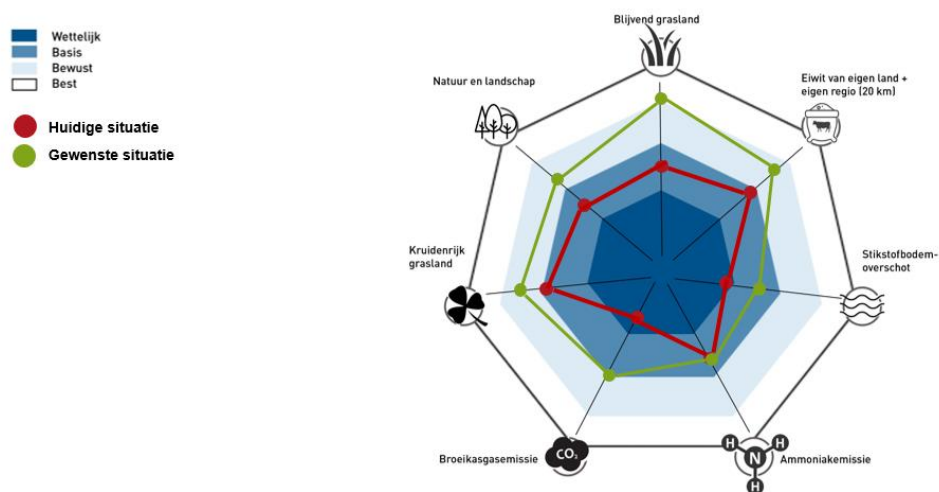 Wettelijk
Basis
Bewust
Best
Huidige situatie
Gewenste situatie
Blijvend grasland
Natuur en landschap
Eiwit van eigen land +
eigen regio (20 km)
Kruidenrijk
grasland
Stikstofbodem-
overschot
Broeikasgasemissie
CO₂
H
H
N
H
Ammoniakemissie